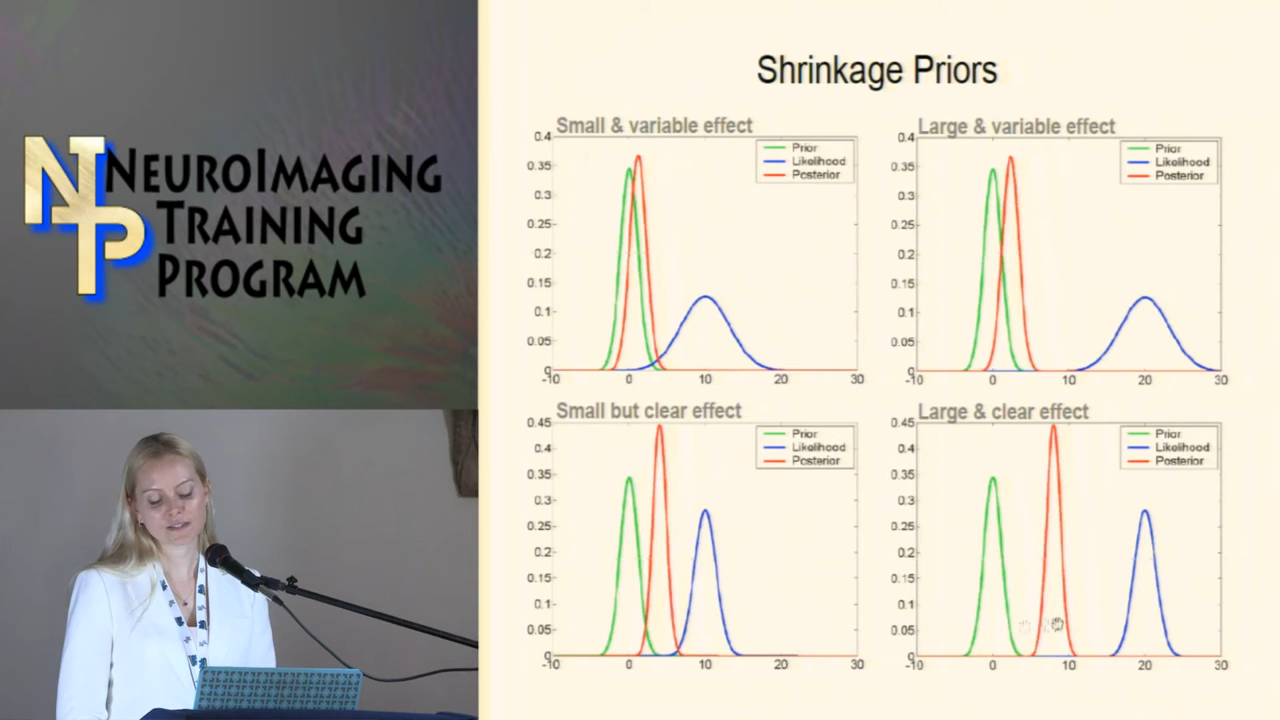 NTP
NEUROIMAGING
TRAINING
PROGRAM
Shrinkage Priors
Small & variable effect
0.4
0.35
0.3
0.25
0.2
0.15
0.1
0.05
0
-10
0
10
20
30
Prior
Likelihood
Posterior
Large & variable effect
0.4
0.35
0.3
0.25
0.2
0.15
0.1
0.05
0
-10
0
10
20
30
Prior
Likelihood
Posterior
Small but clear effect
0.45
0.4
0.35
0.3
0.25
0.2
0.15
0.1
0.05
0
-10
0
10
20
30
Prior
Likelihood
Posterior
Large & clear effect
0.45
0.4
0.35
0.3
0.25
0.2
0.15
0.1
0.05
0
-10
0
10
20
30
Prior
Likelihood
Posterior